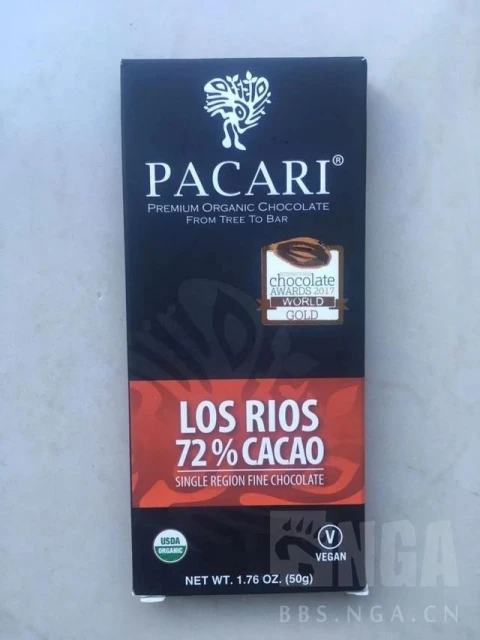 PACARI®
PREMIUM ORGANIC CHOCOLATE
FROM TREE TO BAR
chocolate
AWARDS 2017
WORLD
GOLD
LOS RIOS
72% CACAO
SINGLE REGION FINE CHOCOLATE
USDA
ORGANIC
V
VEGAN
NET WT. 1.76 OZ. (50g)
NGA
BBS.NGA.CN